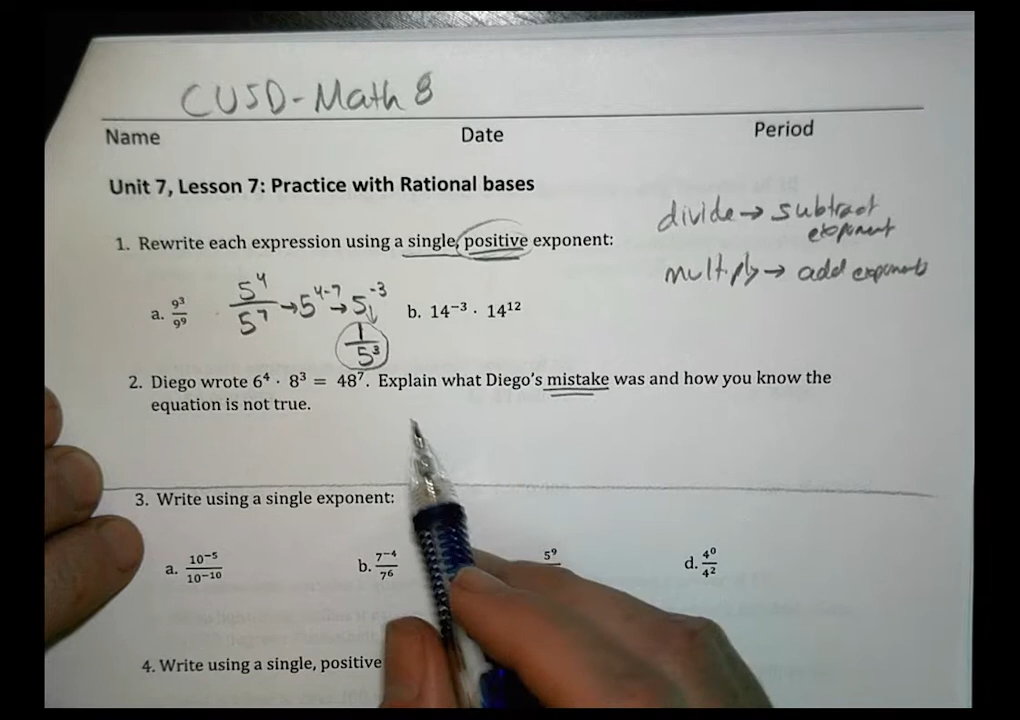 CUSD-Math 8
Name Date Period
Unit 7, Lesson 7: Practice with Rational bases
divide → subtract
exponent
1. Rewrite each expression using a single, positive exponent:
multiply → add exponents
a. 9³/9⁹ 5⁴/5⁷ → 5⁴⁻⁷ → 5⁻³ b. 14⁻³ · 14¹²
↓
1/5³
2. Diego wrote 6⁴ · 8³ = 48⁷. Explain what Diego's mistake was and how you know the
equation is not true.
3. Write using a single exponent:
a. 10⁻⁵/10⁻¹⁰ b. 7⁻⁴/7⁶ 5⁹ d. 4⁰/4²
4. Write using a single, positive